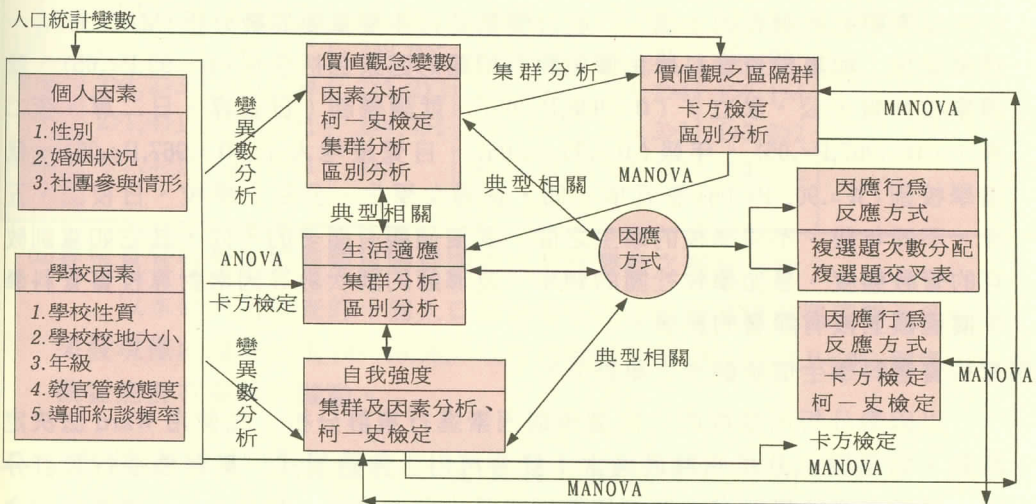 人口統計變數
個人因素
1.性別
2.婚姻狀況
3.社團參與情形
學校因素
1.學校性質
2.學校校地大小
3.年級
4.教官管教態度
5.導師約談頻率
變異數分析
ANOVA
卡方檢定
變異數分析
價值觀念變數
因素分析
柯—史檢定
集群分析
區別分析
典型相關
生活適應
集群分析
區別分析
自我強度
集群及因素分析、
柯—史檢定
集群分析
典型相關
MANOVA
因應
方式
典型相關
價值觀之區隔群
卡方檢定
區別分析
MANOVA
因應行為
反應方式
複選題次數分配
複選題交叉表
因應行為
反應方式
卡方檢定
柯—史檢定
MANOVA
卡方檢定
MANOVA
MANOVA